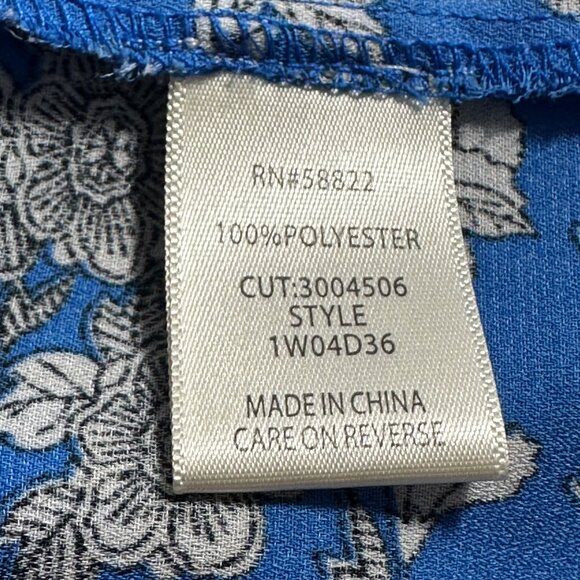 RN#58822
100%POLYESTER
CUT:3004506
STYLE
1W04D36
MADE IN CHINA
CARE ON REVERSE